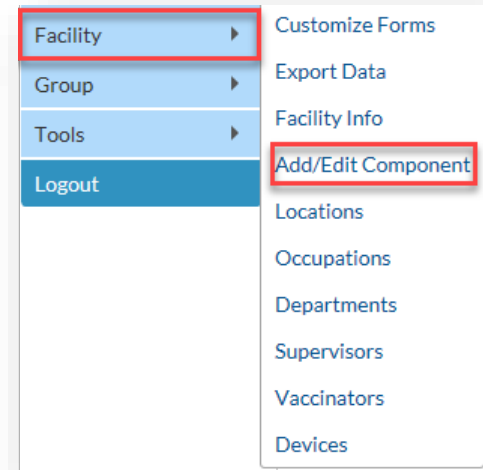 Facility
Group
Tools
Logout
Customize Forms
Export Data
Facility Info
Add/Edit Component
Locations
Occupations
Departments
Supervisors
Vaccinators
Devices